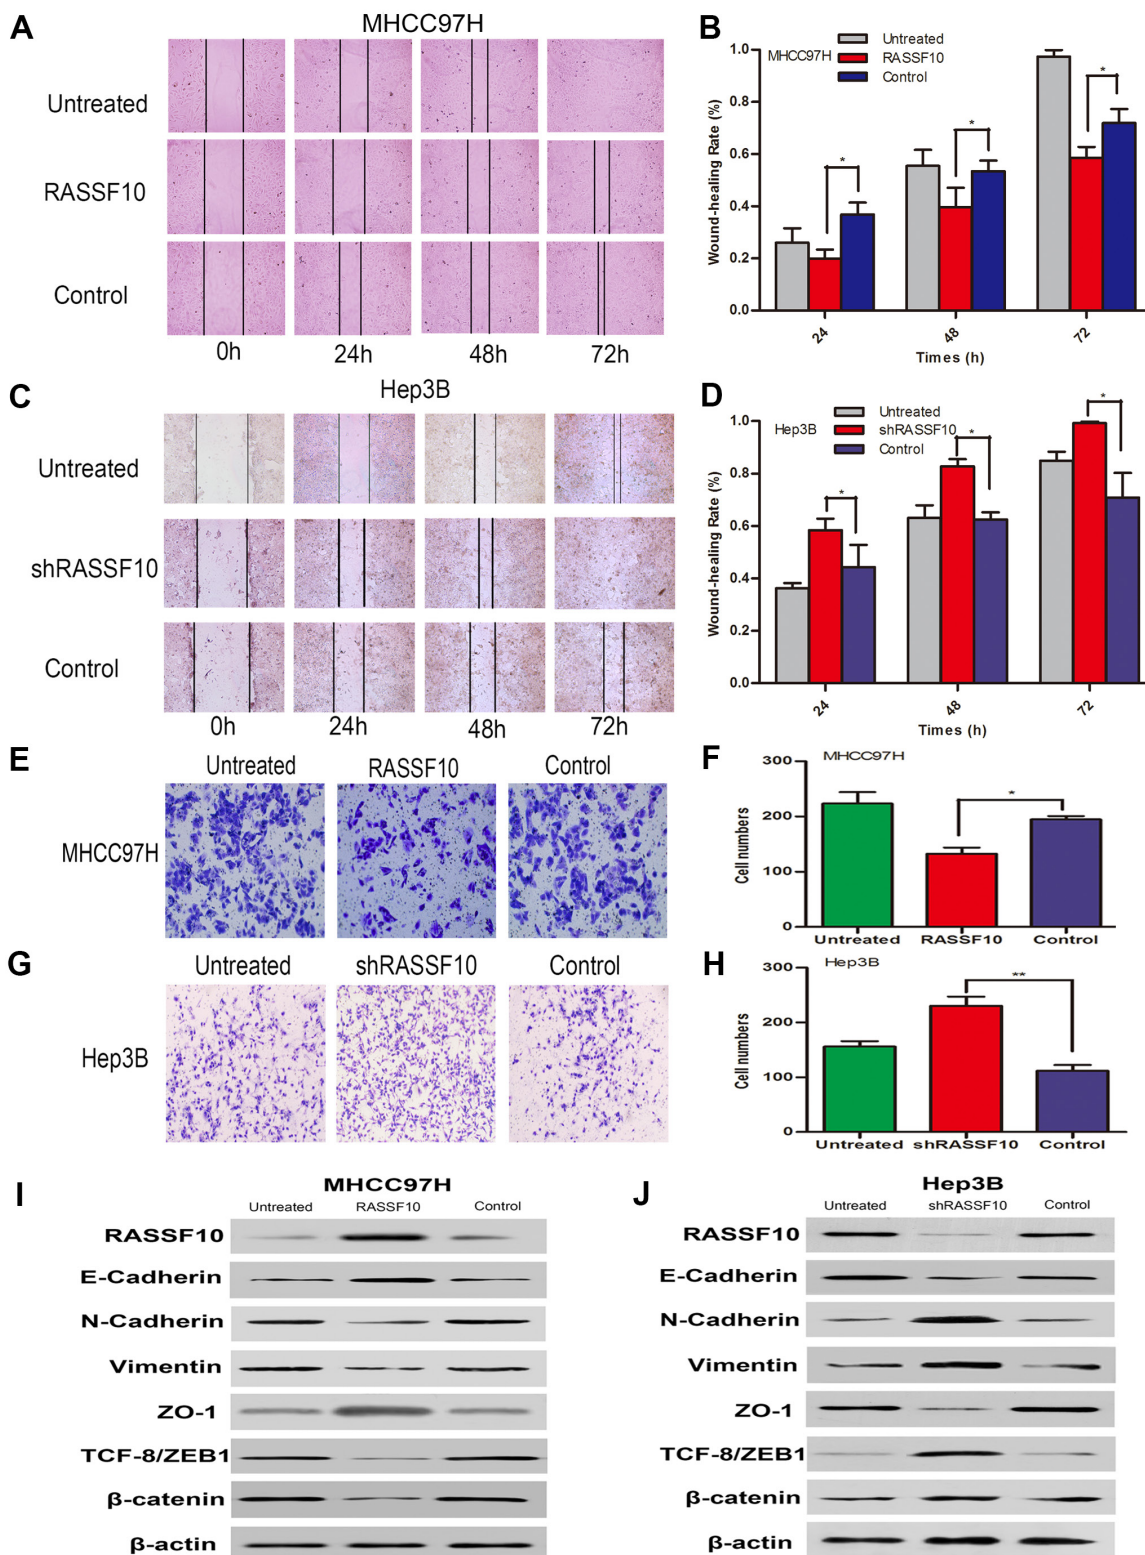 A
MHCC97H
Untreated
RASSF10
Control
0h 24h 48h 72h
B
MHCC97H
Untreated
RASSF10
Control
Wound-healing Rate (%)
1.0
0.8
0.6
0.4
0.2
0.0
* * *
24 48 72
Times (h)
C
Hep3B
Untreated
shRASSF10
Control
0h 24h 48h 72h
D
Hep3B
Untreated
shRASSF10
Control
Wound-healing Rate (%)
1.0
0.8
0.6
0.4
0.2
0.0
* * *
24 48 72
Times (h)
E
Untreated RASSF10 Control
MHCC97H
F
MHCC97H
Cell numbers
300
200
100
0
*
Untreated RASSF10 Control
G
Untreated shRASSF10 Control
Hep3B
H
Hep3B
Cell numbers
300
200
100
0
**
Untreated shRASSF10 Control
I
MHCC97H
Untreated RASSF10 Control
RASSF10
E-Cadherin
N-Cadherin
Vimentin
ZO-1
TCF-8/ZEB1
β-catenin
β-actin
J
Hep3B
Untreated shRASSF10 Control
RASSF10
E-Cadherin
N-Cadherin
Vimentin
ZO-1
TCF-8/ZEB1
β-catenin
β-actin